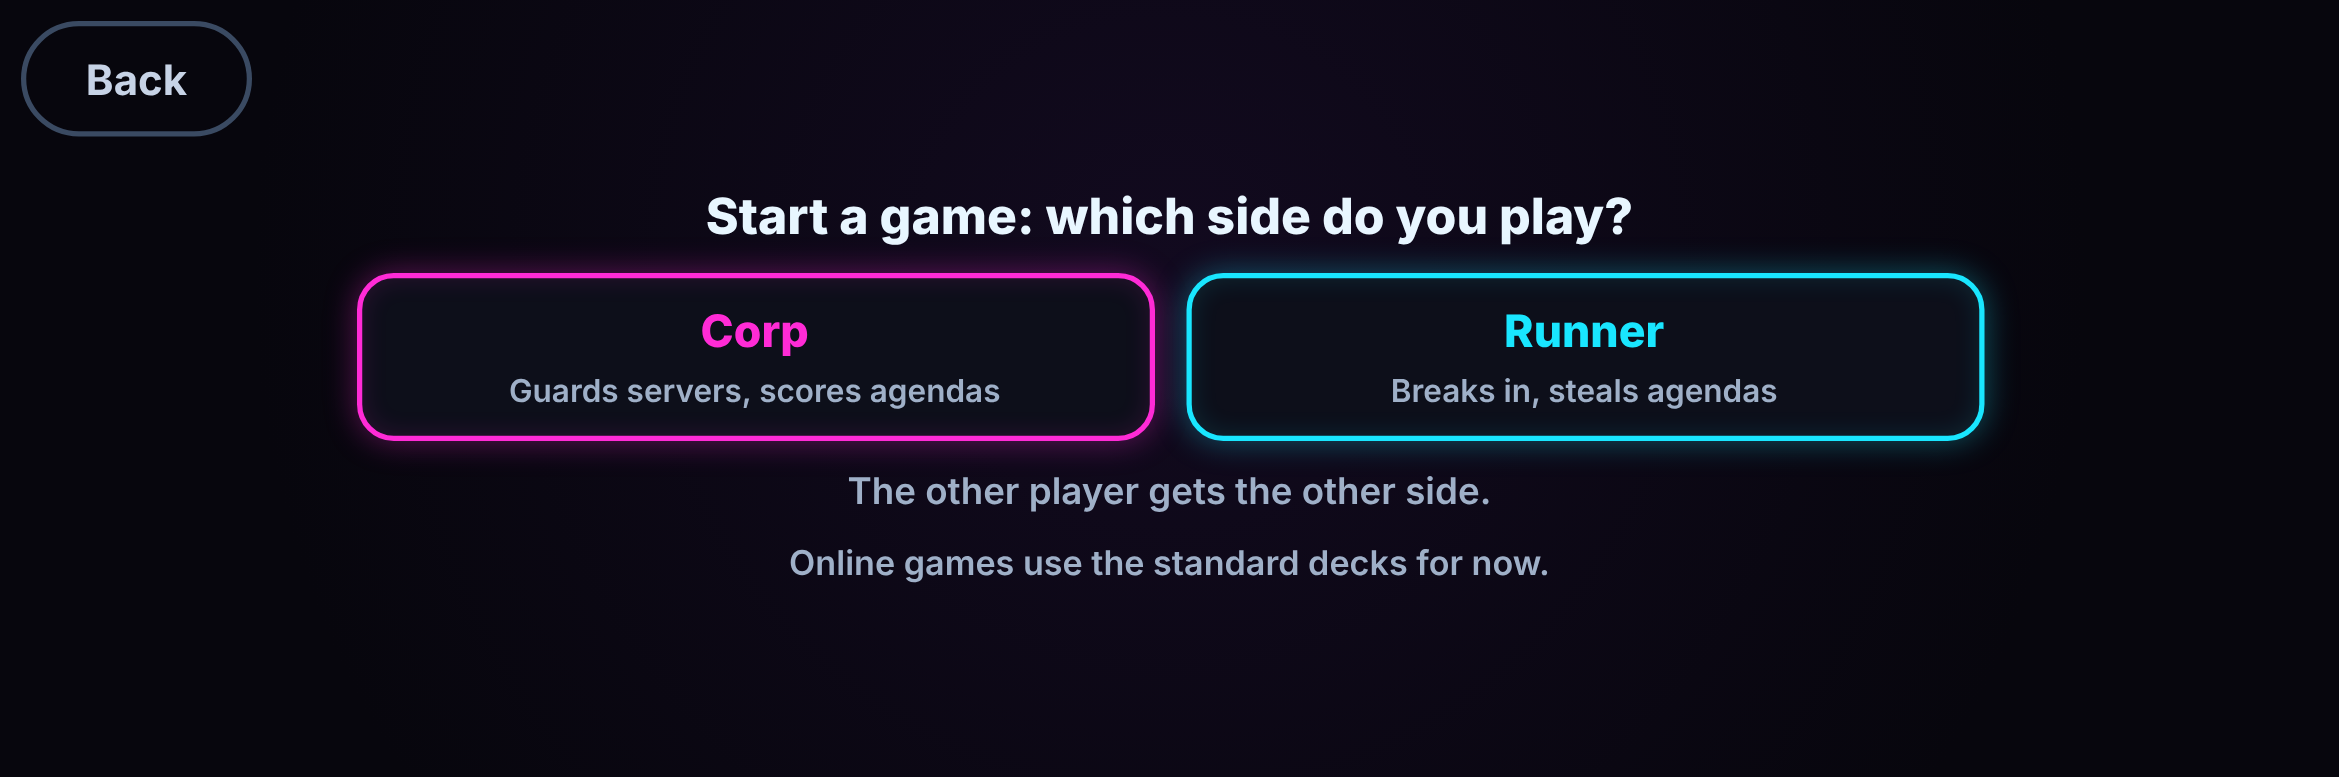 Back
Start a game: which side do you play?
Corp
Guards servers, scores agendas
Runner
Breaks in, steals agendas
The other player gets the other side.
Online games use the standard decks for now.